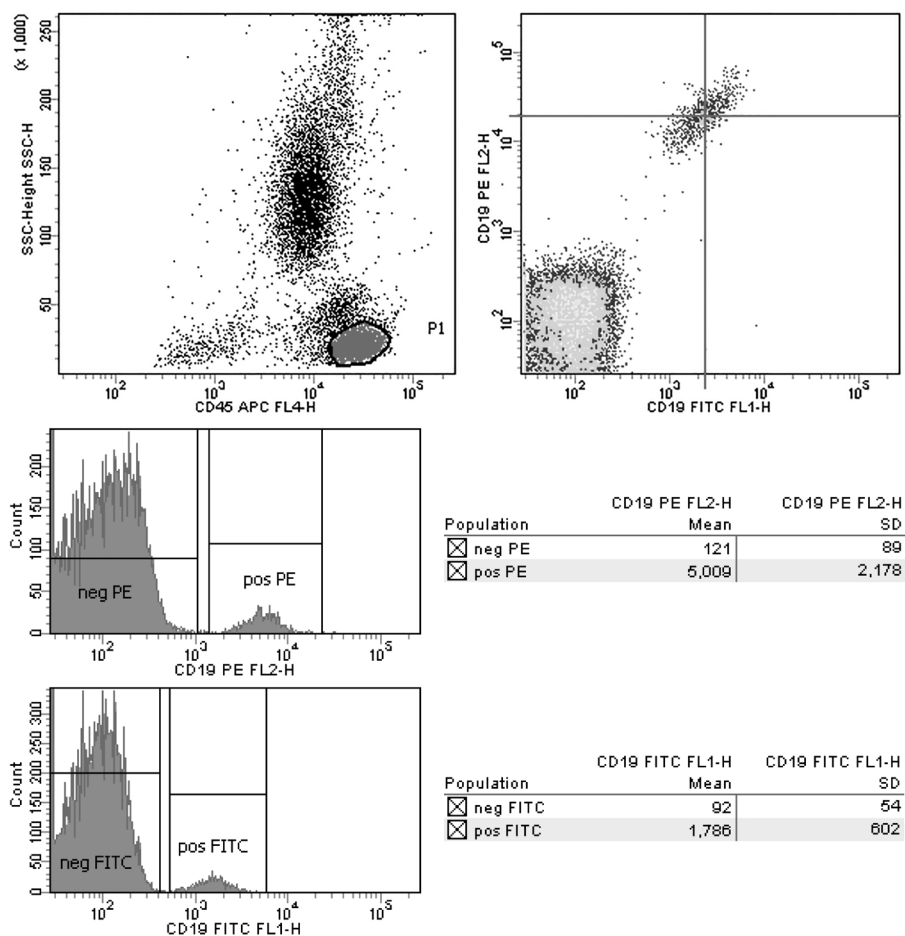 (x 1,000)
SSC-Height SSC-H
250
200
150
100
50
P1
10² 10³ 10⁴ 10⁵
CD45 APC FL4-H
CD19 PE FL2-H
10⁵
10⁴
10³
10²
10² 10³ 10⁴ 10⁵
CD19 FITC FL1-H
Count
200
150
100
50
0
neg PE
pos PE
10² 10³ 10⁴ 10⁵
CD19 PE FL2-H
CD19 PE FL2-H CD19 PE FL2-H
Population Mean SD
neg PE 121 89
pos PE 5,009 2,178
Count
300
250
200
150
100
50
0
neg FITC
pos FITC
10² 10³ 10⁴ 10⁵
CD19 FITC FL1-H
CD19 FITC FL1-H CD19 FITC FL1-H
Population Mean SD
neg FITC 92 54
pos FITC 1,786 602